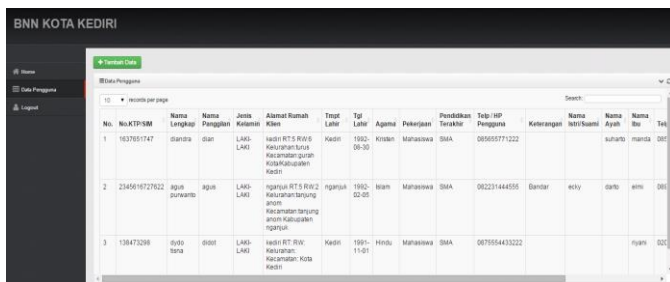 BNN KOTA KEDIRI
Home
Data Pengguna
Logout
+ Tambah Data
Data Pengguna
10 records per page
Search:
No. No.KTP/SIM Nama Lengkap Nama Panggilan Jenis Kelamin Alamat Rumah Klien Tmpt Lahir Tgl Lahir Agama Pekerjaan Pendidikan Terakhir Telp / HP Pengguna Keterangan Nama Istri/Suami Nama Ayah Nama Ibu
1 1637651747 diandra dian LAKI-LAKI kediri RT:5 RW:6 Kelurahan:turus Kecamatan:gurah Kota/Kabupaten Kediri Kediri 1992-08-30 Kristen Mahasiswa SMA 085655771222 suharto manda
2 2345616727622 agus purwanto agus LAKI-LAKI nganjuk RT:5 RW:2 Kelurahan:tanjung anom Kecamatan:tanjung anom Kabupaten nganjuk nganjuk 1992-02-05 Islam Mahasiswa SMA 082231444555 Bandar ecky darto
3 138473298 dydo LAKI-LAKI kediri RT: RW: Kelurahan: Kecamatan: Kota Kediri Kediri 1991-11-01 Hindu Mahasiswa SMA 0875554433222